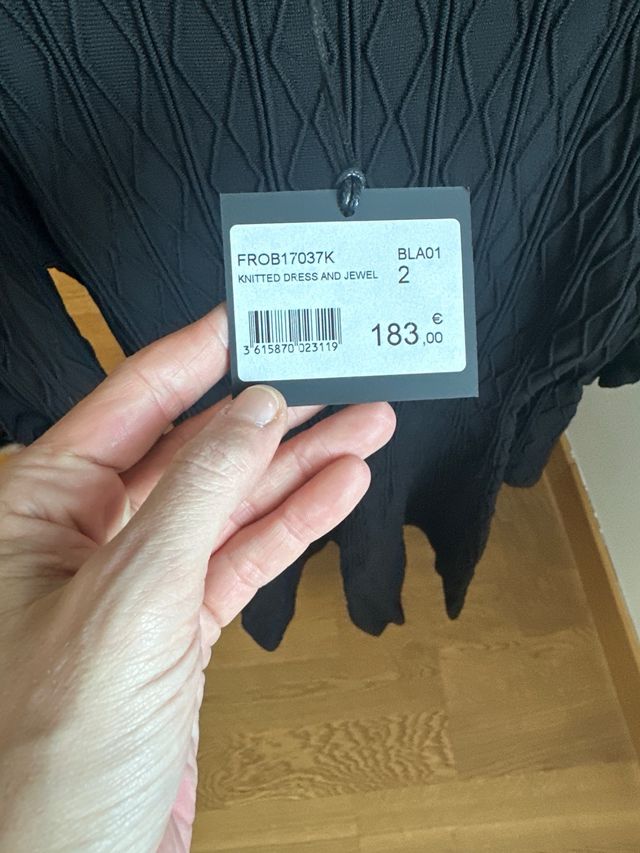 FROB17037K BLA01
KNITTED DRESS AND JEWEL 2
183,00 €
3 615870 023119